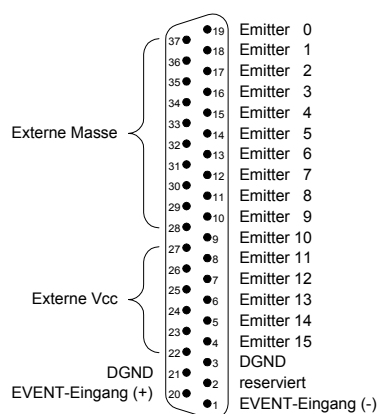 19 Emitter 0
37
18 Emitter 1
36
17 Emitter 2
35
16 Emitter 3
34
15 Emitter 4
33
Externe Masse
14 Emitter 5
32
13 Emitter 6
31
12 Emitter 7
30
11 Emitter 8
29
10 Emitter 9
28
9 Emitter 10
27
8 Emitter 11
26
7 Emitter 12
25
Externe Vcc
6 Emitter 13
24
5 Emitter 14
23
4 Emitter 15
22
3 DGND
DGND 21
2 reserviert
EVENT-Eingang (+) 20
1 EVENT-Eingang (-)